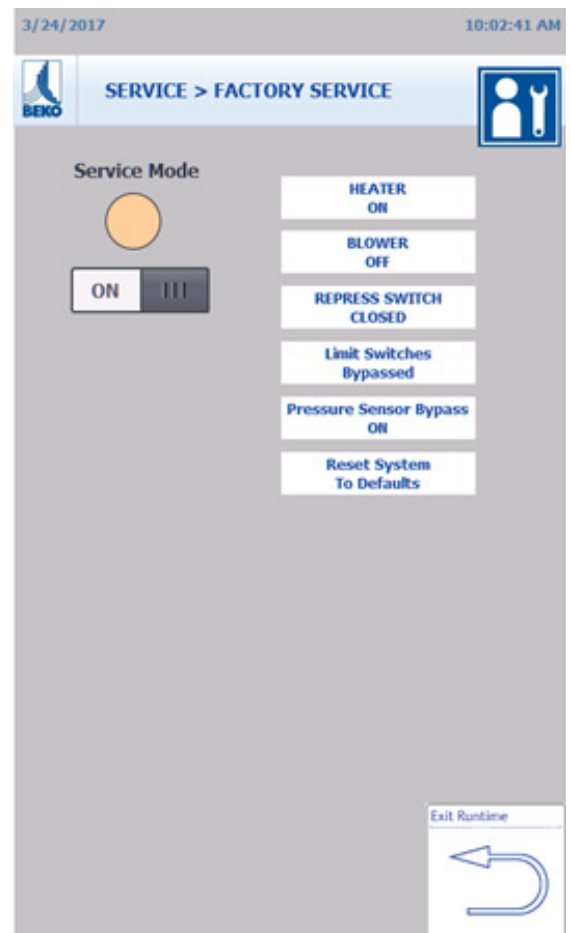 3/24/2017 10:02:41 AM
BEKO
SERVICE > FACTORY SERVICE
Service Mode
ON
HEATER
ON
BLOWER
OFF
REPRESS SWITCH
CLOSED
Limit Switches
Bypassed
Pressure Sensor Bypass
ON
Reset System
To Defaults
Exit Runtime